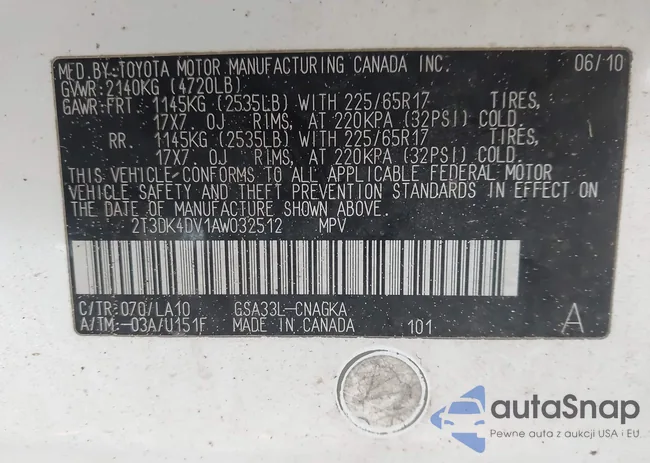 MFD.BY:TOYOTA MOTOR MANUFACTURING CANADA INC. 06/10
GVWR:2140KG (4720LB)
GAWR:FRT 1145KG (2535LB) WITH 225/65R17 TIRES,
17X7 0J RIMS, AT 220KPA (32PSI) COLD.
RR 1145KG (2535LB) WITH 225/65R17 TIRES,
17X7 0J RIMS, AT 220KPA (32PSI) COLD.
THIS VEHICLE CONFORMS TO ALL APPLICABLE FEDERAL MOTOR
VEHICLE SAFETY AND THEFT PREVENTION STANDARDS IN EFFECT ON
THE DATE OF MANUFACTURE SHOWN ABOVE.
2T3DK4DV1AW032512 MPV
C/TR:070/LA10 GSA33L-CNAGKA
A/TM:-03A/U151F MADE IN CANADA 101 A
autaSnap
Pewne auta z aukcji USA i EU